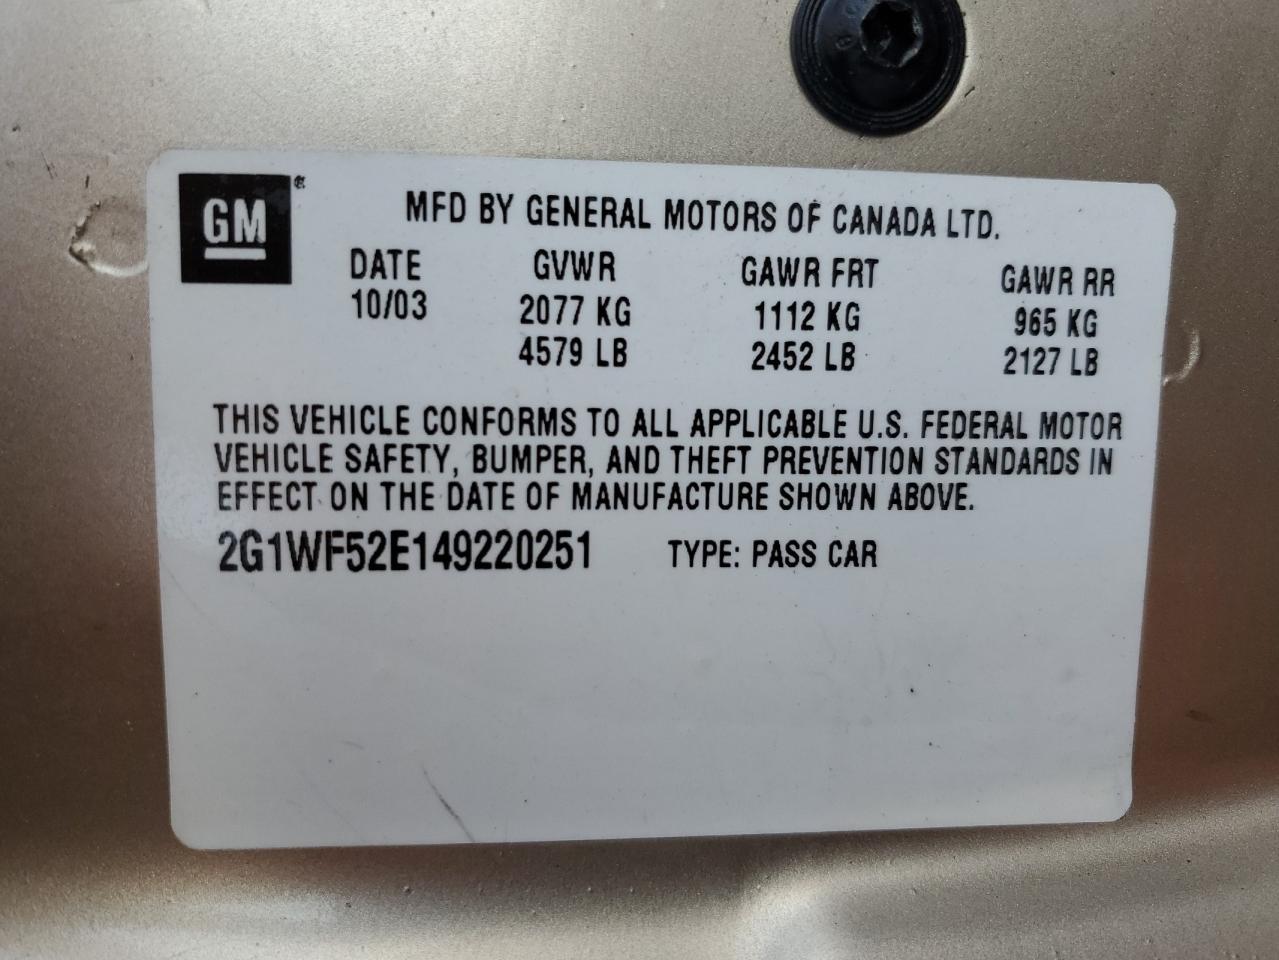 GM ®
MFD BY GENERAL MOTORS OF CANADA LTD.
DATE GVWR GAWR FRT GAWR RR
10/03 2077 KG 1112 KG 965 KG
4579 LB 2452 LB 2127 LB
THIS VEHICLE CONFORMS TO ALL APPLICABLE U.S. FEDERAL MOTOR
VEHICLE SAFETY, BUMPER, AND THEFT PREVENTION STANDARDS IN
EFFECT ON THE DATE OF MANUFACTURE SHOWN ABOVE.
2G1WF52E149220251 TYPE: PASS CAR